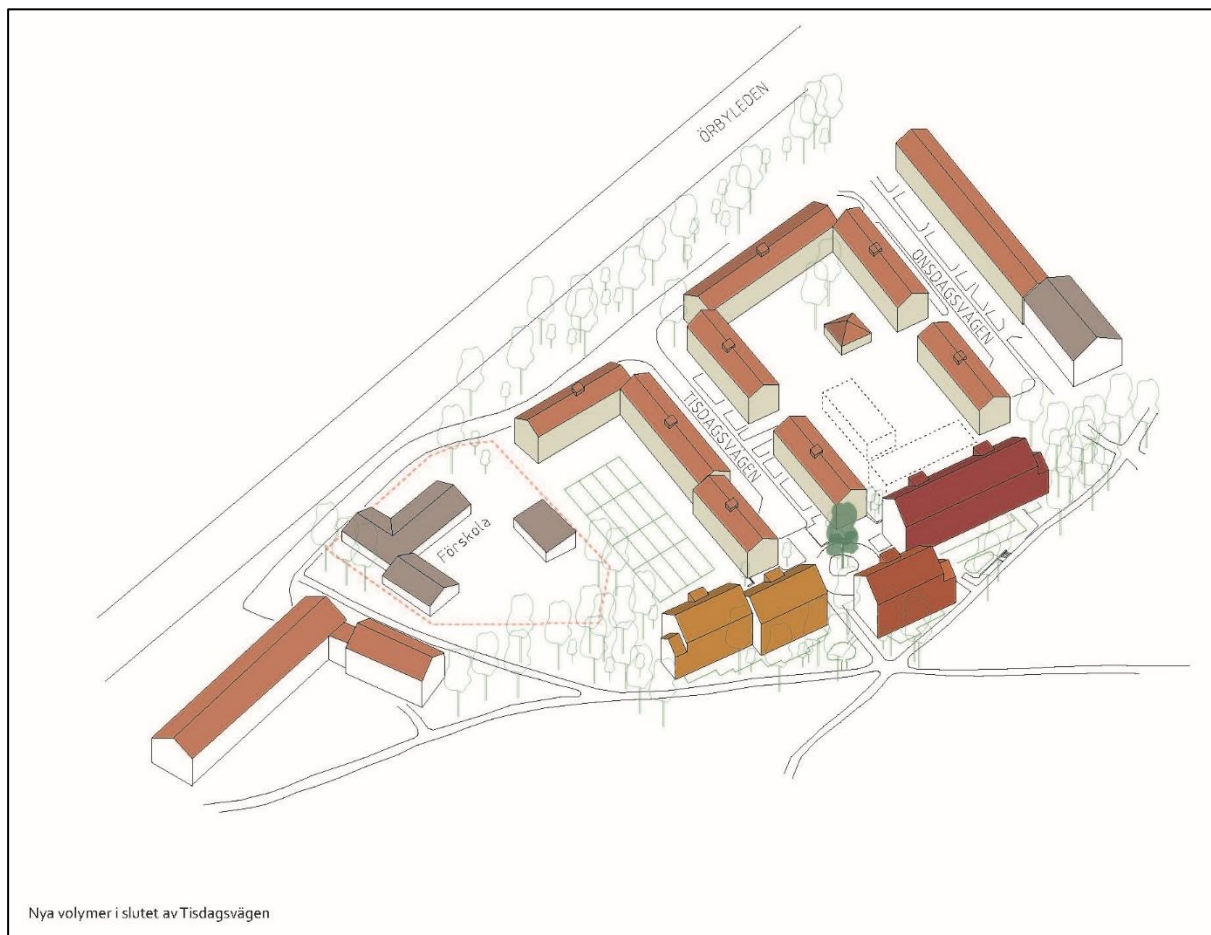 ÖRBYLEDEN
ONSDAGSVÄGEN
TISDAGSVÄGEN
Förskola
Nya volymer i slutet av Tisdagsvägen